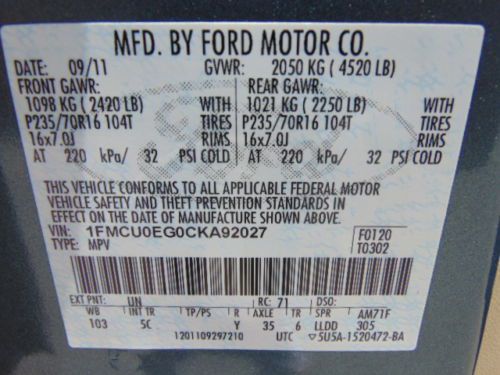 MFD. BY FORD MOTOR CO.
DATE: 09/11 GVWR: 2050 KG ( 4520 LB)
FRONT GAWR: REAR GAWR:
1098 KG ( 2420 LB) WITH 1021 KG ( 2250 LB) WITH
P235/70R16 104T TIRES P235/70R16 104T TIRES
16x7.0J RIMS 16x7.0J RIMS
AT 220 kPa/ 32 PSI COLD AT 220 kPa/ 32 PSI COLD
THIS VEHICLE CONFORMS TO ALL APPLICABLE FEDERAL MOTOR
VEHICLE SAFETY AND THEFT PREVENTION STANDARDS IN
EFFECT ON THE DATE OF MANUFACTURE SHOWN ABOVE.
VIN: 1FMCU0EG0CKA92027 F0120
TYPE: MPV T0302
EXT PNT: UN RC: 71 DSO:
WB INT TR TP/PS R AXLE TR SPR AM71F
103 5C Y 35 6 LLDD 305
1201109297210 UTC ▽5U5A-1520472-BA